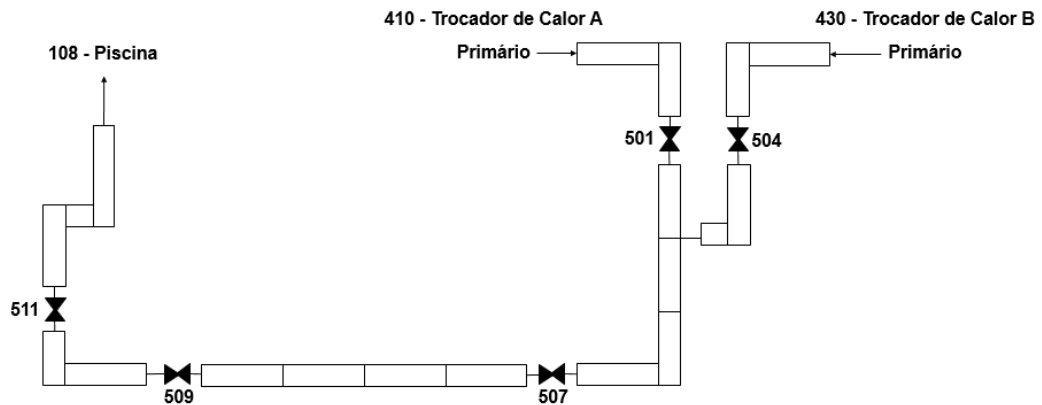 410 - Trocador de Calor A
430 - Trocador de Calor B
108 - Piscina
Primário
Primário
501
504
511
509
507